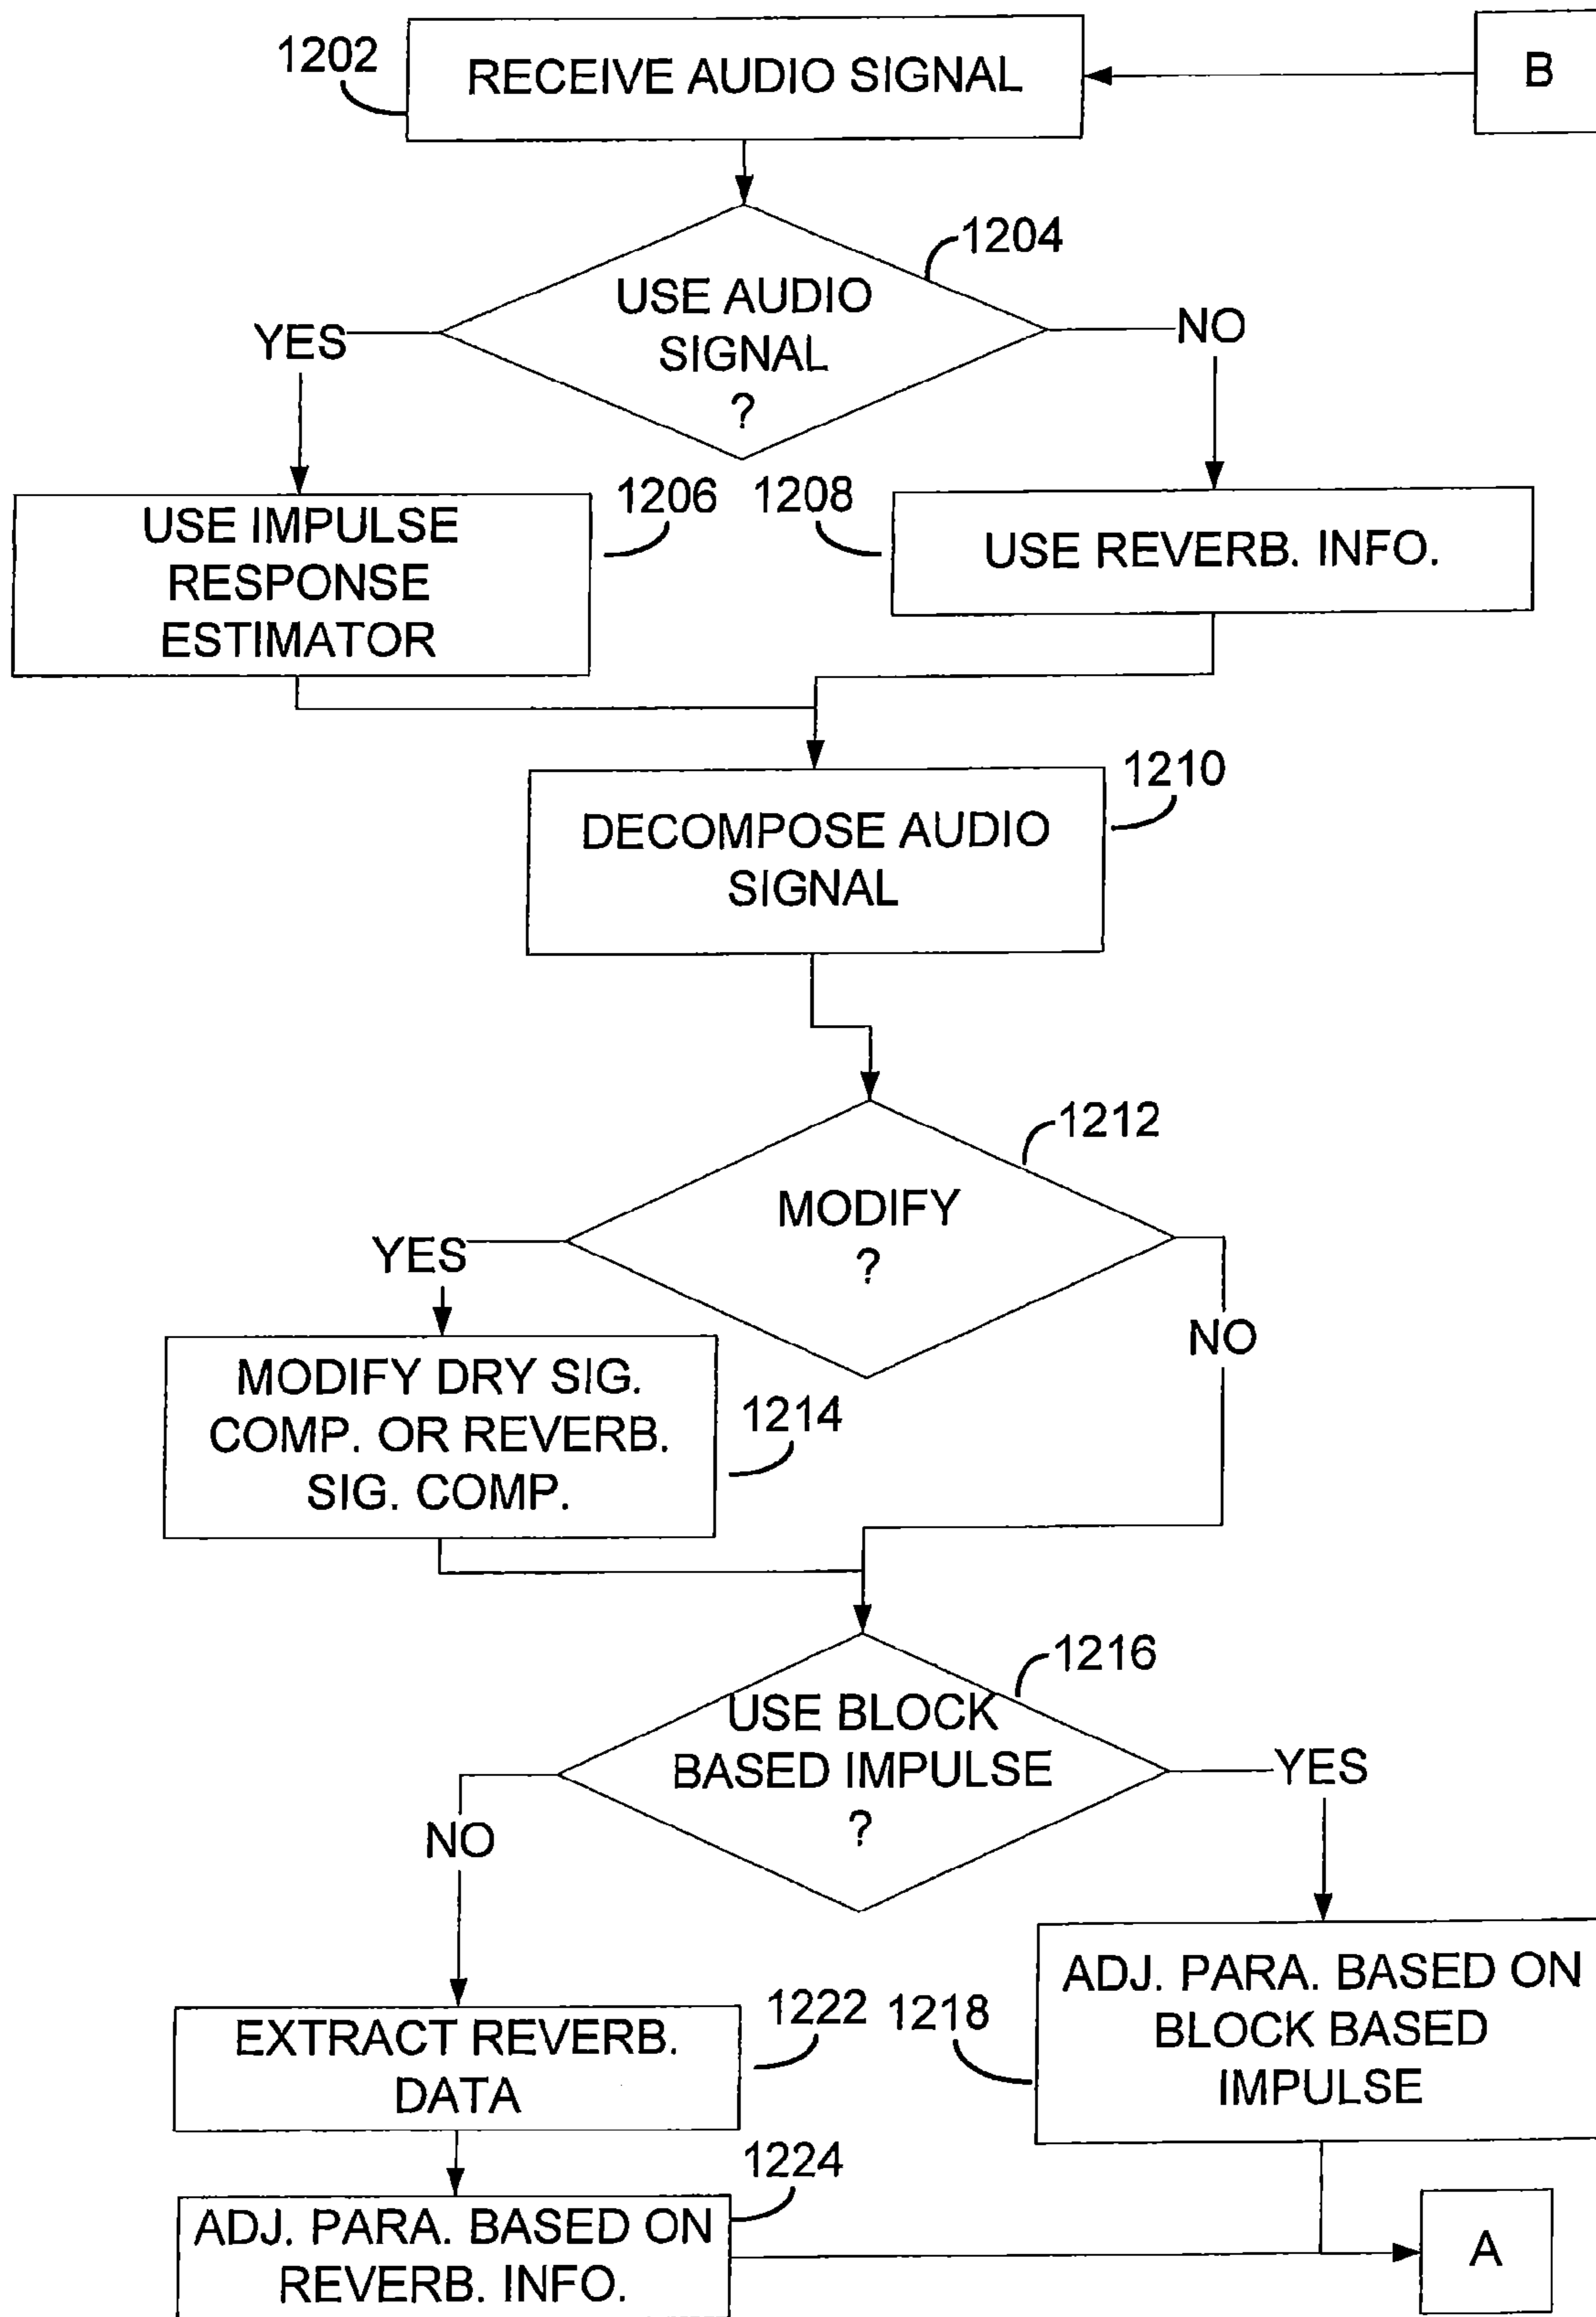 1202
RECEIVE AUDIO SIGNAL
B
1204
USE AUDIO
SIGNAL
?
YES
NO
1206
1208
USE IMPULSE
RESPONSE
ESTIMATOR
USE REVERB. INFO.
1210
DECOMPOSE AUDIO
SIGNAL
1212
MODIFY
?
YES
NO
MODIFY DRY SIG.
COMP. OR REVERB.
SIG. COMP.
1214
1216
USE BLOCK
BASED IMPULSE
?
YES
NO
1222
1218
EXTRACT REVERB.
DATA
ADJ. PARA. BASED ON
BLOCK BASED
IMPULSE
1224
ADJ. PARA. BASED ON
REVERB. INFO.
A